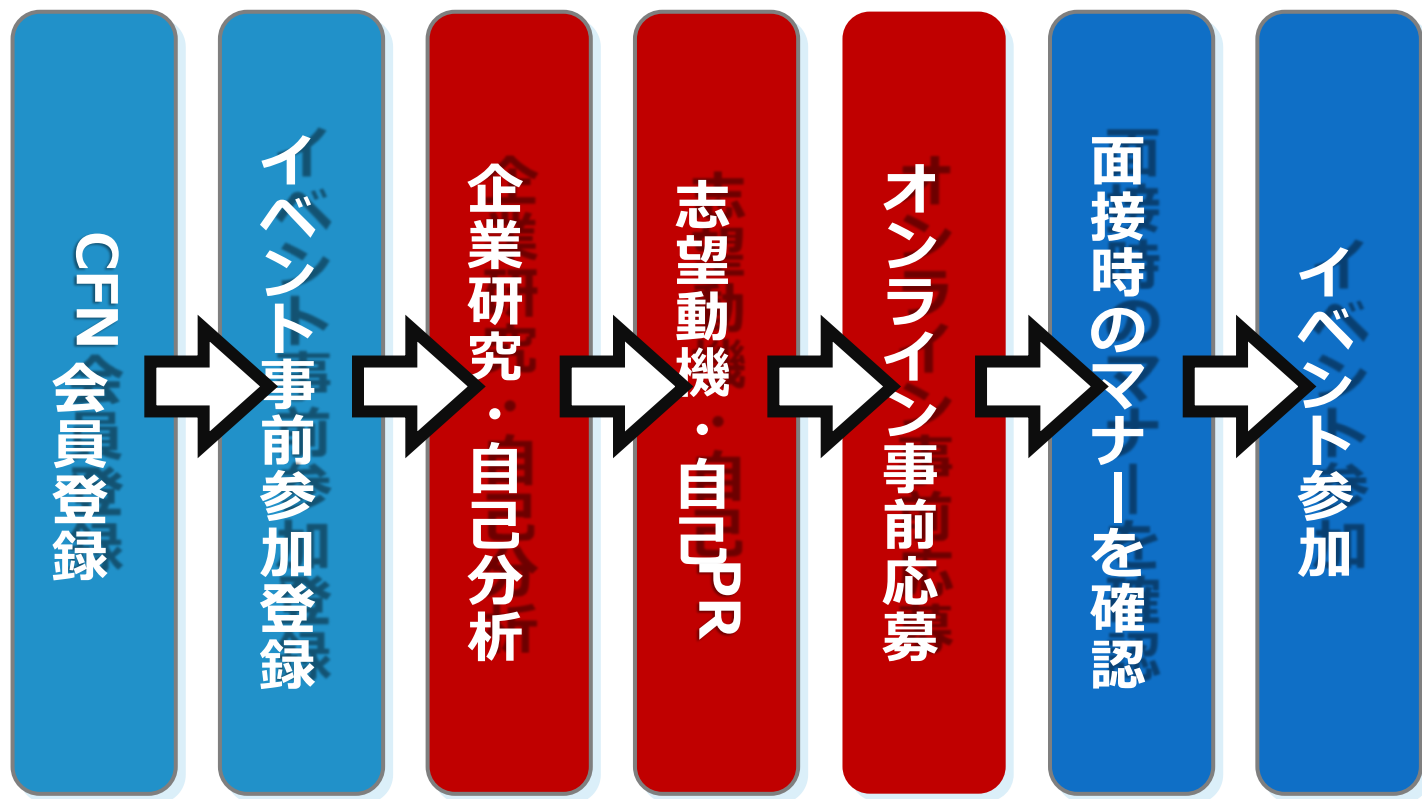 CFN 会員登録
イベント事前参加登録
企業研究・自己分析
志望動機・自己PR
オンライン事前応募
面接時のマナーを確認
イベント参加